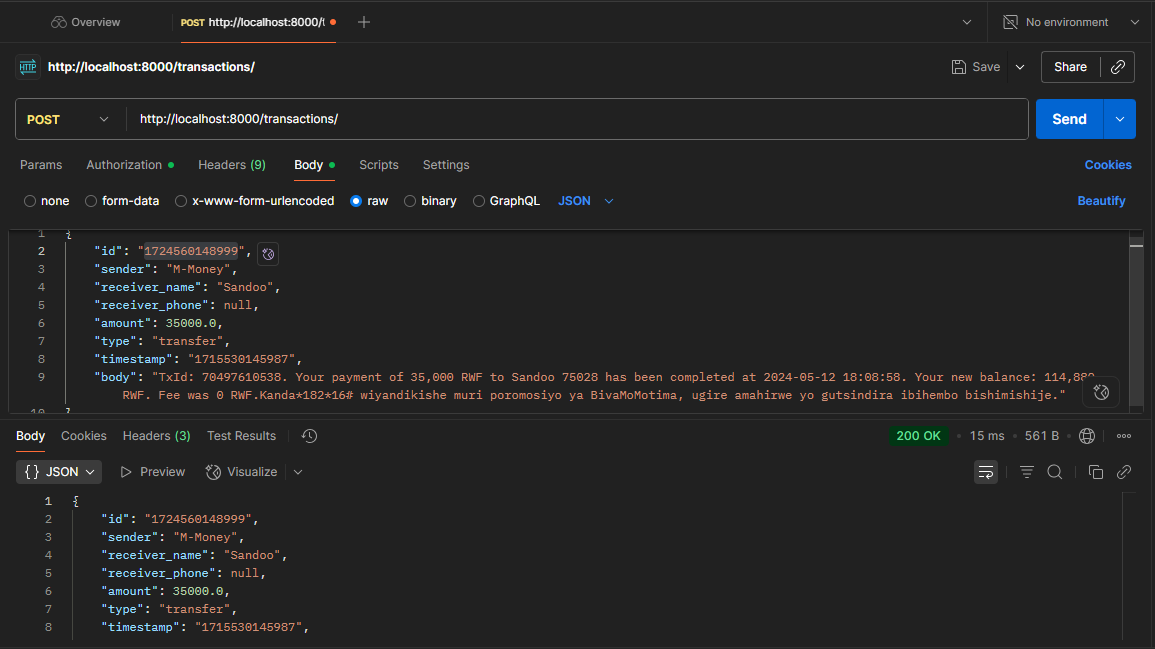 Overview
POST http://localhost:8000/t
No environment
HTTP http://localhost:8000/transactions/
Save
Share
POST http://localhost:8000/transactions/
Send
Params Authorization Headers (9) Body Scripts Settings Cookies
none form-data x-www-form-urlencoded raw binary GraphQL JSON Beautify
1 {
2 "id": "1724560148999",
3 "sender": "M-Money",
4 "receiver_name": "Sandoo",
5 "receiver_phone": null,
6 "amount": 35000.0,
7 "type": "transfer",
8 "timestamp": "1715530145987",
9 "body": "TxId: 70497610538. Your payment of 35,000 RWF to Sandoo 75028 has been completed at 2024-05-12 18:08:58. Your new balance: 114,880
RWF. Fee was 0 RWF.Kanda*182*16# wiyandikishe muri poromosiyo ya BivaMoMotima, ugire amahirwe yo gutsindira ibihembo bishimishije."
10 }
Body Cookies Headers (3) Test Results 200 OK • 15 ms • 561 B
{} JSON Preview Visualize
1 {
2 "id": "1724560148999",
3 "sender": "M-Money",
4 "receiver_name": "Sandoo",
5 "receiver_phone": null,
6 "amount": 35000.0,
7 "type": "transfer",
8 "timestamp": "1715530145987",